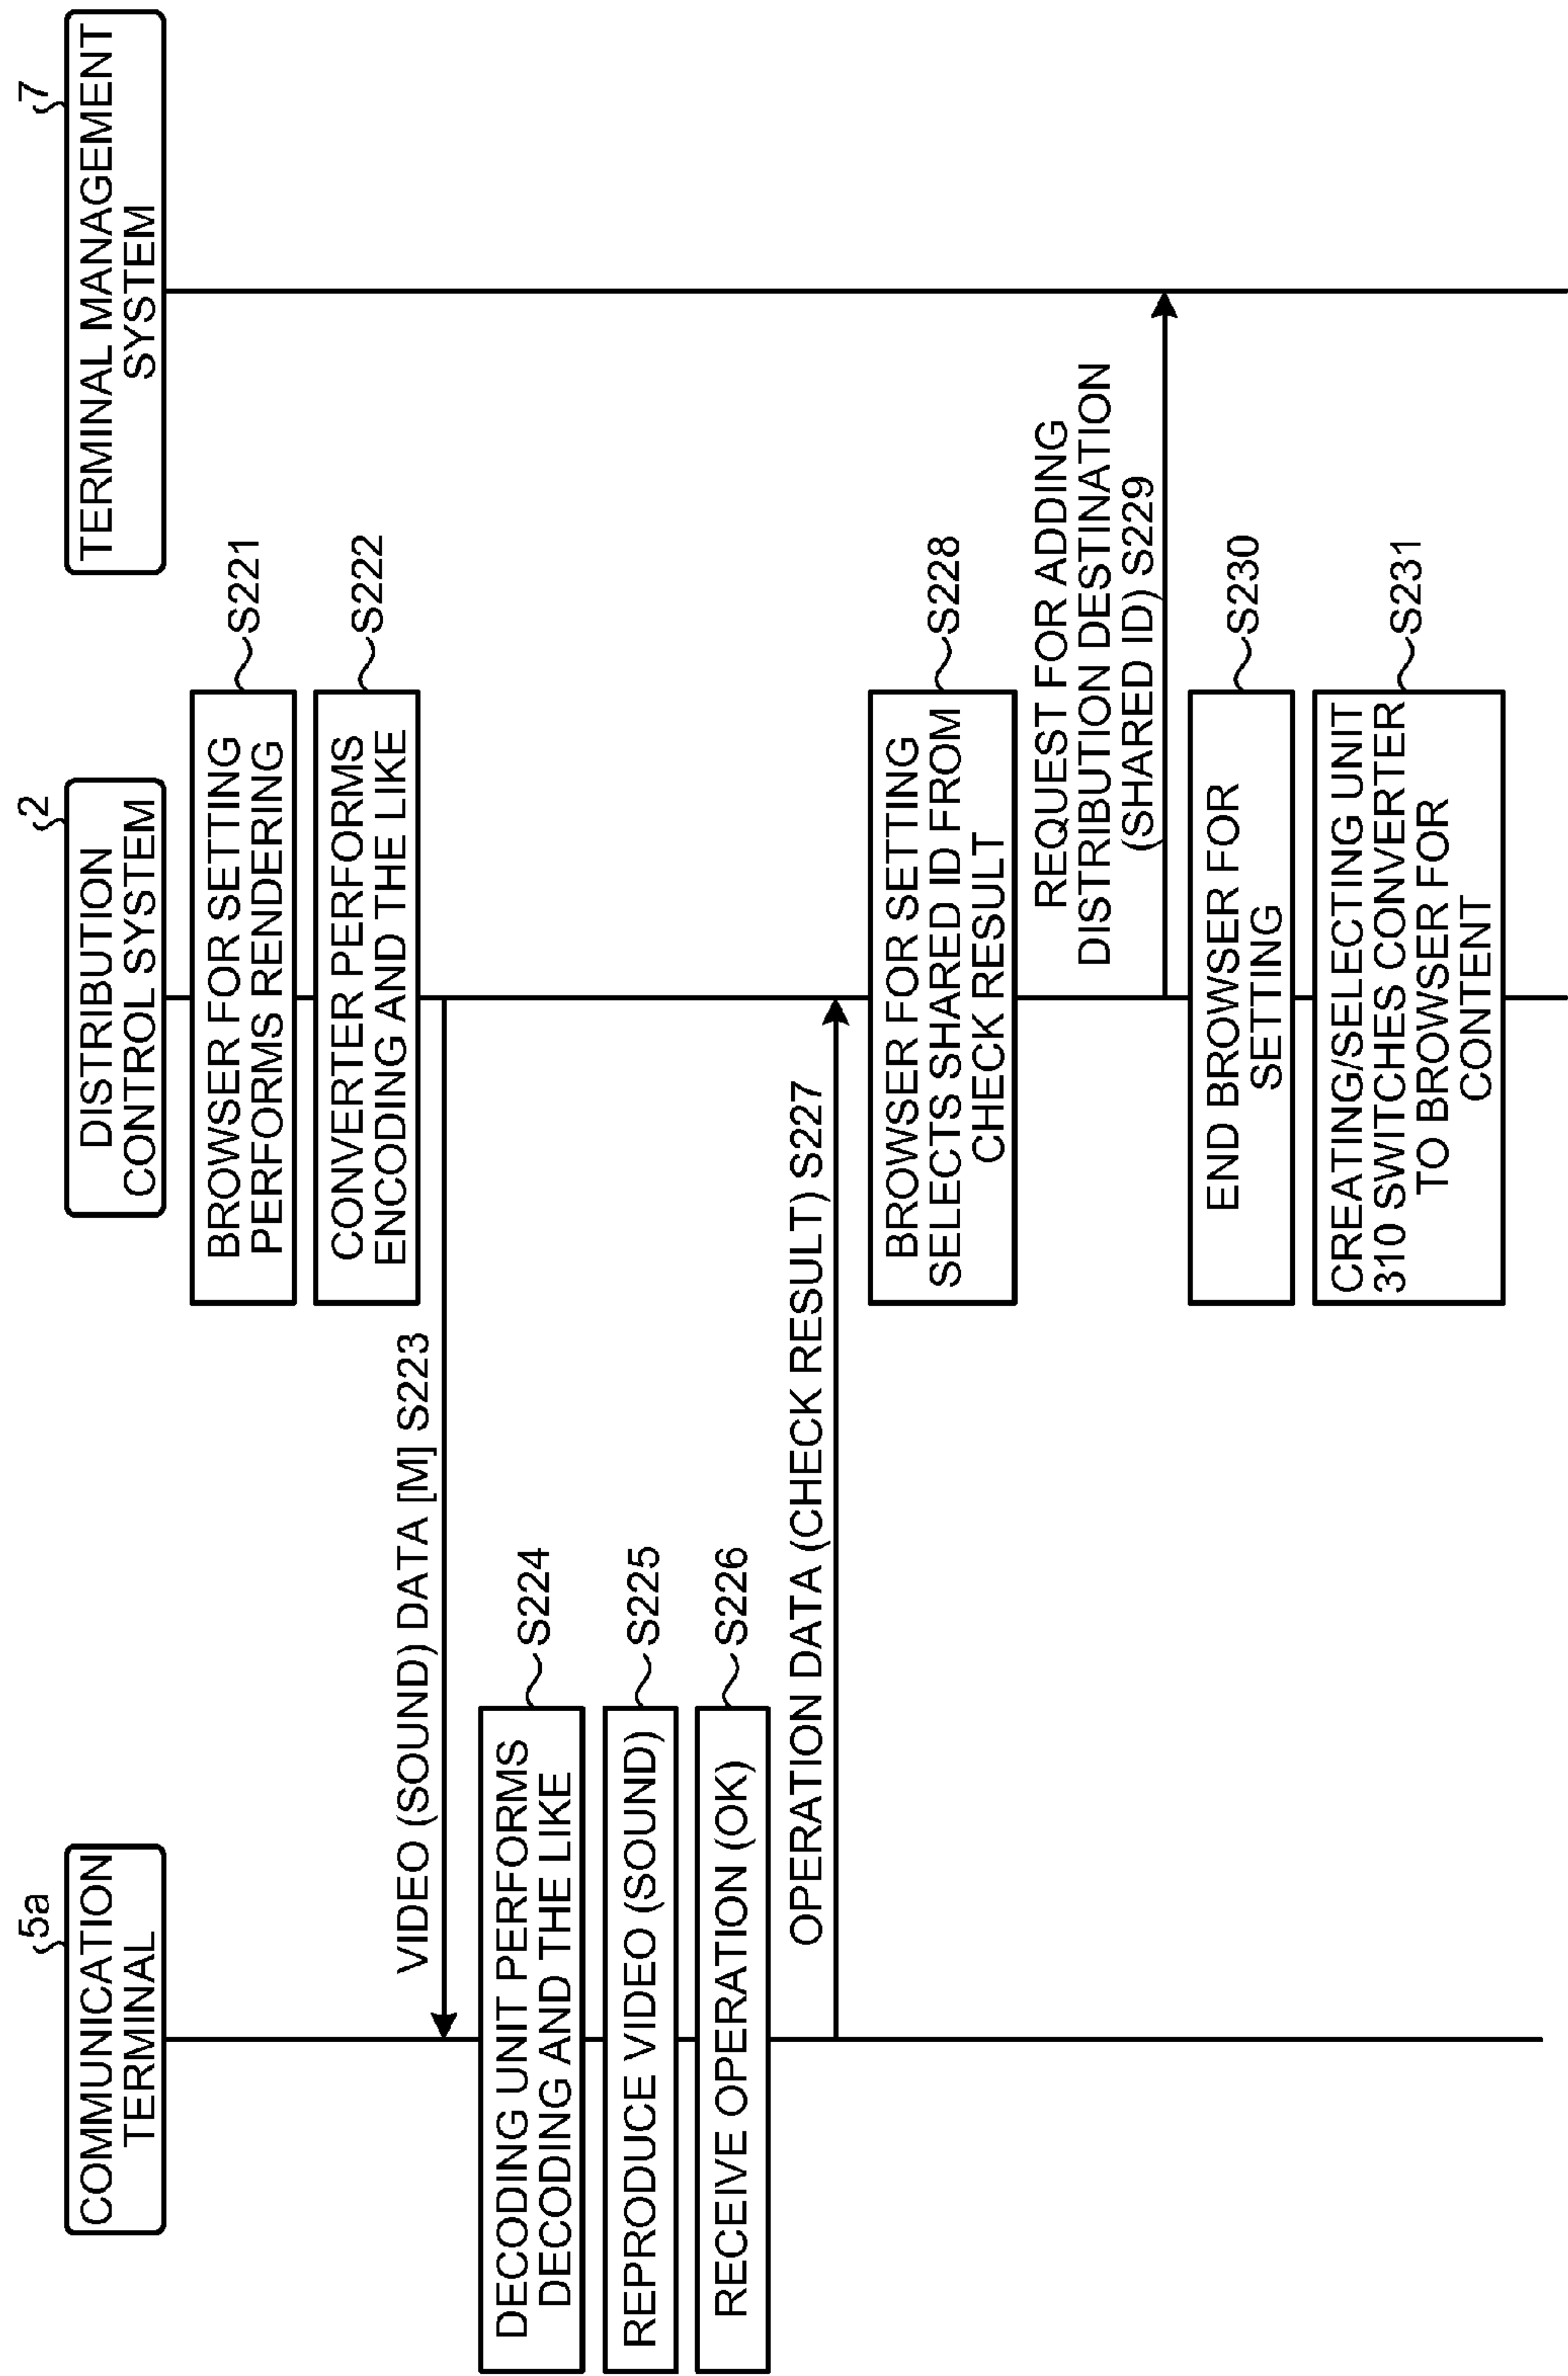 5a
COMMUNICATION
TERMINAL
2
DISTRIBUTION
CONTROL SYSTEM
7
TERMINAL MANAGEMENT
SYSTEM
BROWSER FOR SETTING
PERFORMS RENDERING
S221
CONVERTER PERFORMS
ENCODING AND THE LIKE
S222
VIDEO (SOUND) DATA [M] S223
DECODING UNIT PERFORMS
DECODING AND THE LIKE
S224
REPRODUCE VIDEO (SOUND)
S225
RECEIVE OPERATION (OK)
S226
OPERATION DATA (CHECK RESULT) S227
BROWSER FOR SETTING
SELECTS SHARED ID FROM
CHECK RESULT
S228
REQUEST FOR ADDING
DISTRIBUTION DESTINATION
(SHARED ID) S229
END BROWSER FOR
SETTING
S230
CREATING/SELECTING UNIT
310 SWITCHES CONVERTER
TO BROWSER FOR
CONTENT
S231